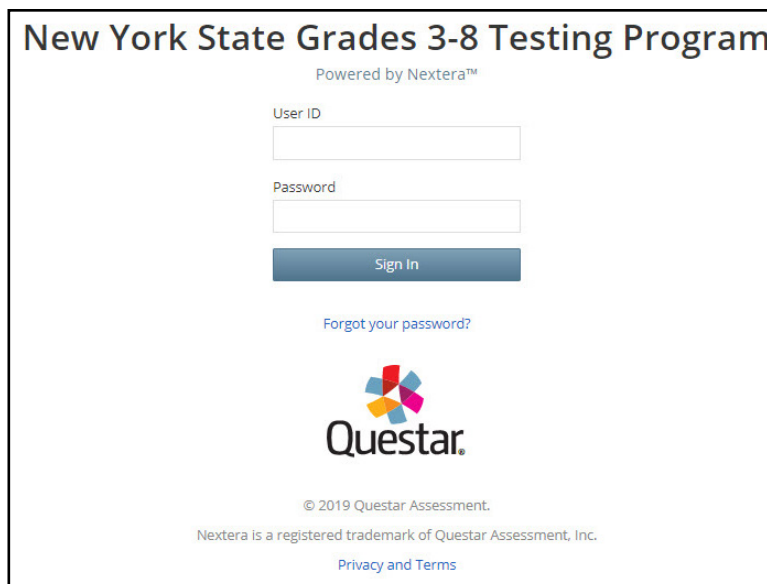 New York State Grades 3-8 Testing Program
Powered by Nextera™
User ID
Password
Sign In
Forgot your password?
Questar®
© 2019 Questar Assessment.
Nextera is a registered trademark of Questar Assessment, Inc.
Privacy and Terms